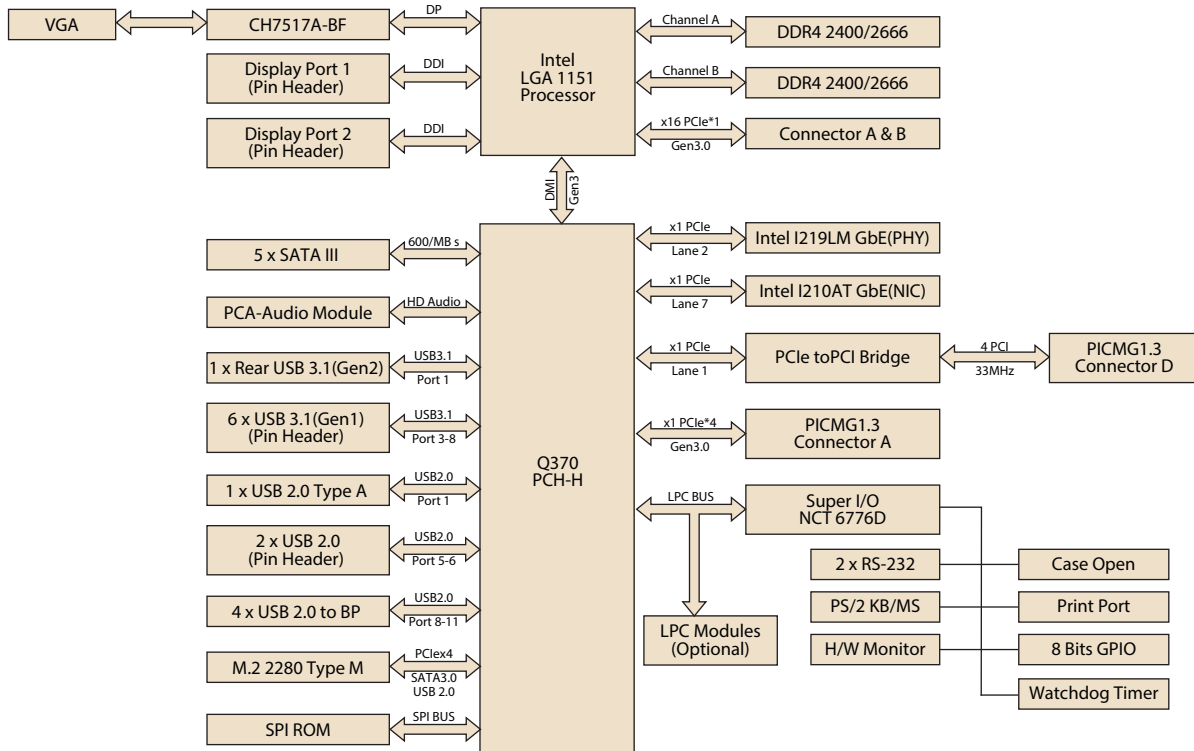 VGA
CH7517A-BF
DP
Intel
LGA 1151
Processor
Channel A
DDR4 2400/2666
Display Port 1
(Pin Header)
DDI
Channel B
DDR4 2400/2666
Display Port 2
(Pin Header)
DDI
x16 PCIe*1
Gen3.0
Connector A & B
DMI
Gen3
Q370
PCH-H
5 x SATA III
600/MB s
PCA-Audio Module
HD Audio
1 x Rear USB 3.1(Gen2)
USB3.1
Port 1
6 x USB 3.1(Gen1)
(Pin Header)
USB3.1
Port 3-8
1 x USB 2.0 Type A
USB2.0
Port 1
2 x USB 2.0
(Pin Header)
USB2.0
Port 5-6
4 x USB 2.0 to BP
USB2.0
Port 8-11
M.2 2280 Type M
PCIex4
SATA3.0
USB 2.0
SPI ROM
SPI BUS
x1 PCIe
Lane 2
Intel I219LM GbE(PHY)
x1 PCIe
Lane 7
Intel I210AT GbE(NIC)
x1 PCIe
Lane 1
PCIe toPCI Bridge
4 PCI
33MHz
PICMG1.3
Connector D
x1 PCIe*4
Gen3.0
PICMG1.3
Connector A
LPC BUS
Super I/O
NCT 6776D
LPC Modules
(Optional)
2 x RS-232
Case Open
PS/2 KB/MS
Print Port
H/W Monitor
8 Bits GPIO
Watchdog Timer